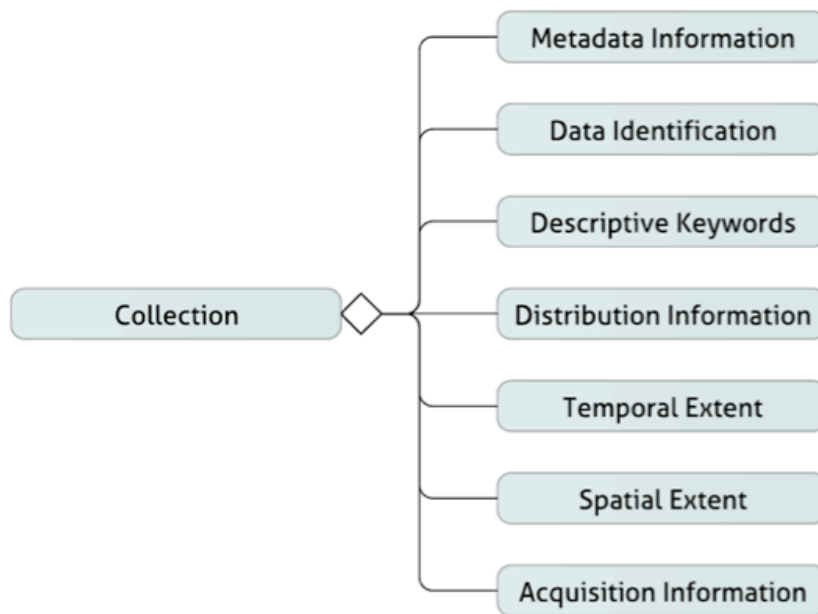 Metadata Information
Data Identification
Descriptive Keywords
Collection
Distribution Information
Temporal Extent
Spatial Extent
Acquisition Information